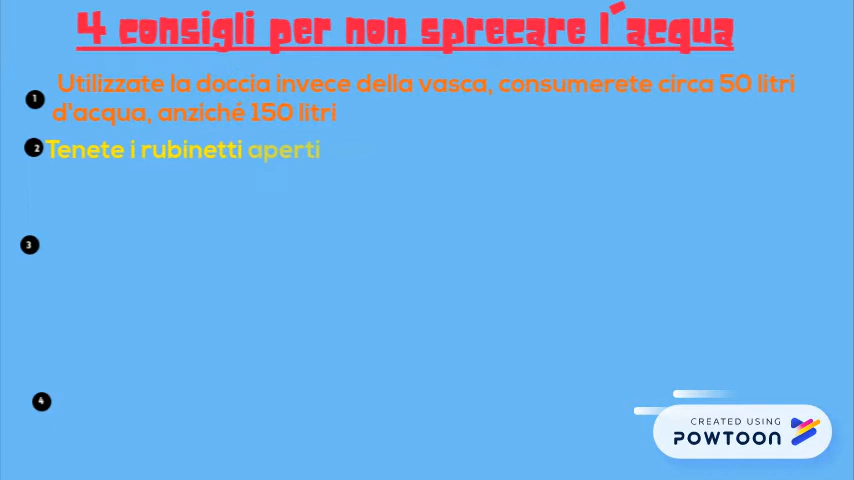 4 consigli per non sprecare l´acqua
1 Utilizzate la doccia invece della vasca, consumerete circa 50 litri
d'acqua, anziché 150 litri
2 Tenete i rubinetti aperti
3
4
CREATED USING
POWTOON